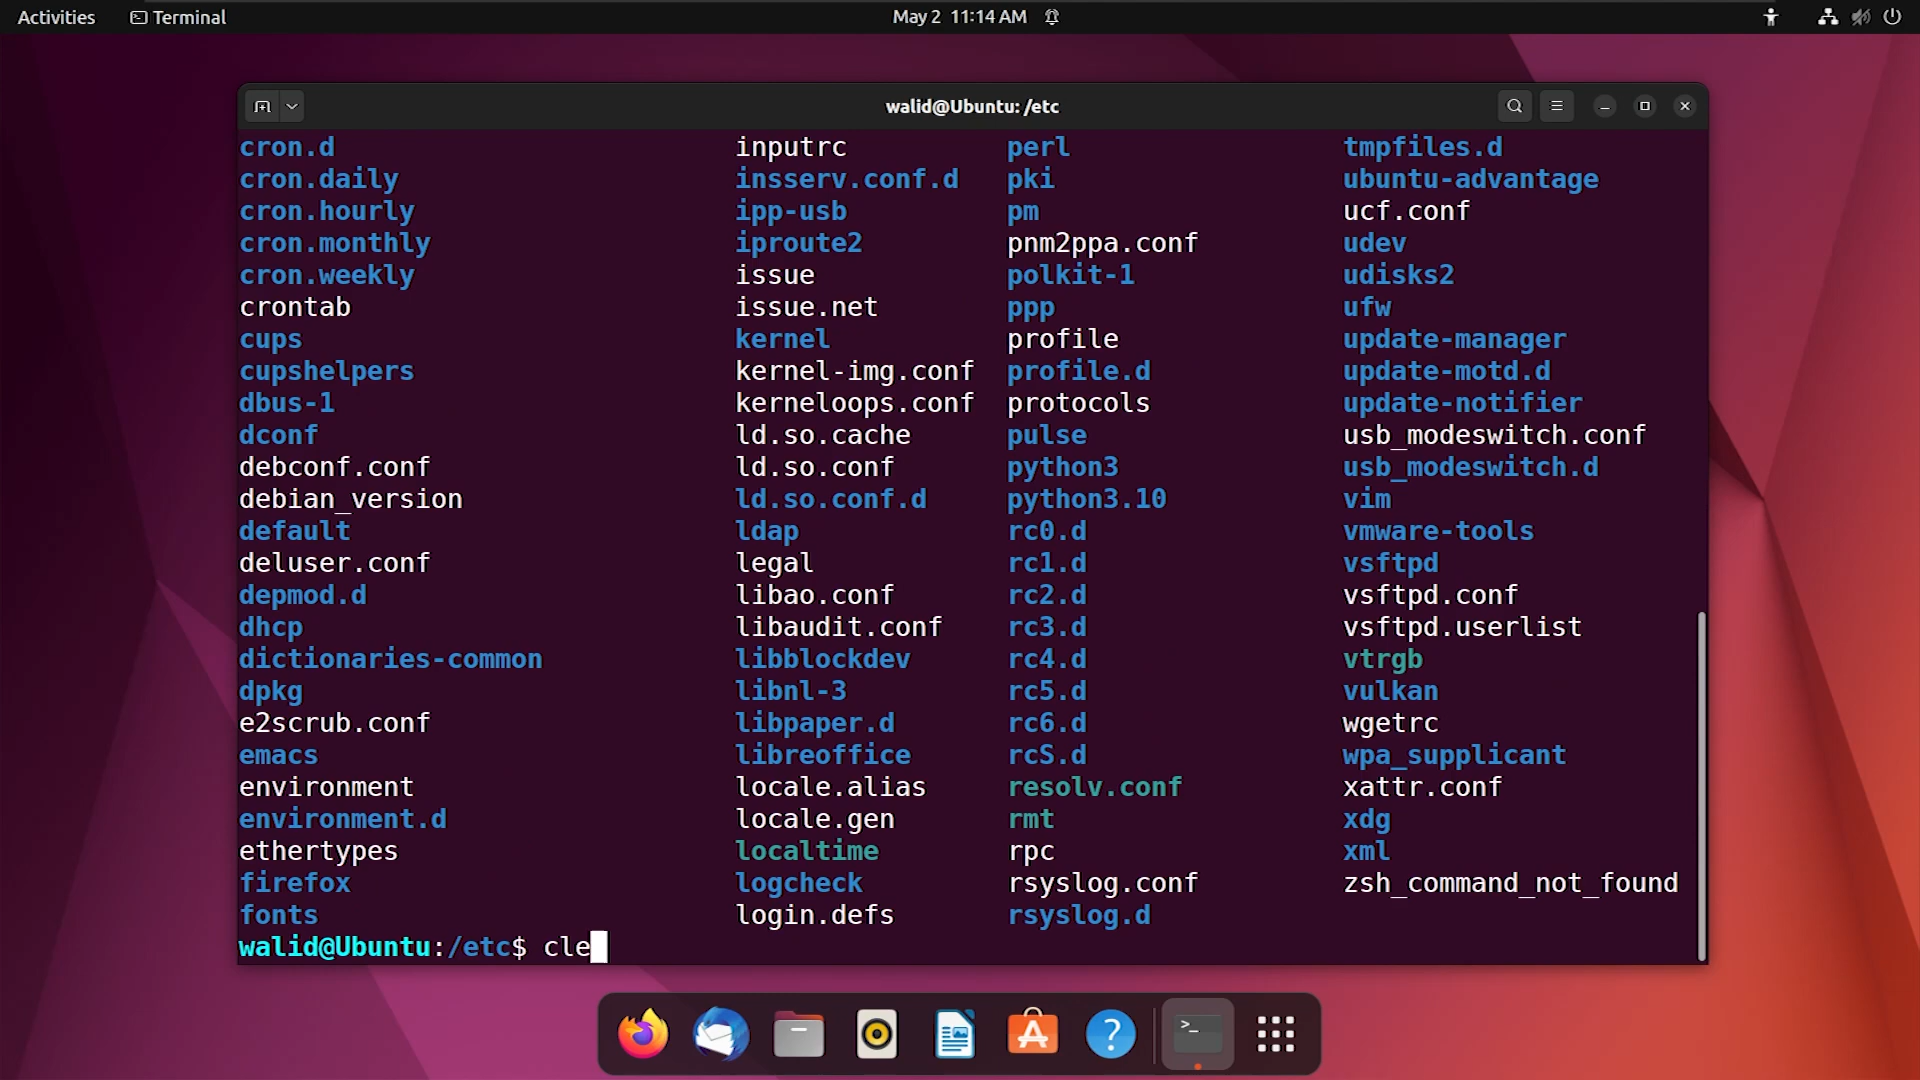 Activities Terminal May 2 11:14 AM
walid@Ubuntu: /etc
cron.d inputrc perl tmpfiles.d
cron.daily insserv.conf.d pki ubuntu-advantage
cron.hourly ipp-usb pm ucf.conf
cron.monthly iproute2 pnm2ppa.conf udev
cron.weekly issue polkit-1 udisks2
crontab issue.net ppp ufw
cups kernel profile update-manager
cupshelpers kernel-img.conf profile.d update-motd.d
dbus-1 kerneloops.conf protocols update-notifier
dconf ld.so.cache pulse usb_modeswitch.conf
debconf.conf ld.so.conf python3 usb_modeswitch.d
debian_version ld.so.conf.d python3.10 vim
default ldap rc0.d vmware-tools
deluser.conf legal rc1.d vsftpd
depmod.d libao.conf rc2.d vsftpd.conf
dhcp libaudit.conf rc3.d vsftpd.userlist
dictionaries-common libblockdev rc4.d vtrgb
dpkg libnl-3 rc5.d vulkan
e2scrub.conf libpaper.d rc6.d wgetrc
emacs libreoffice rcS.d wpa_supplicant
environment locale.alias resolv.conf xattr.conf
environment.d locale.gen rmt xdg
ethertypes localtime rpc xml
firefox logcheck rsyslog.conf zsh_command_not_found
fonts login.defs rsyslog.d
walid@Ubuntu:/etc$ cle